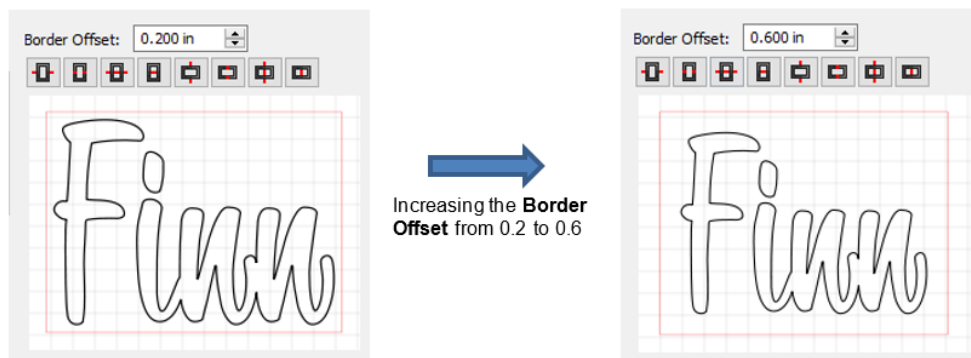 Border Offset: 0.200 in
Border Offset: 0.600 in
Finn
Increasing the Border
Offset from 0.2 to 0.6
Finn